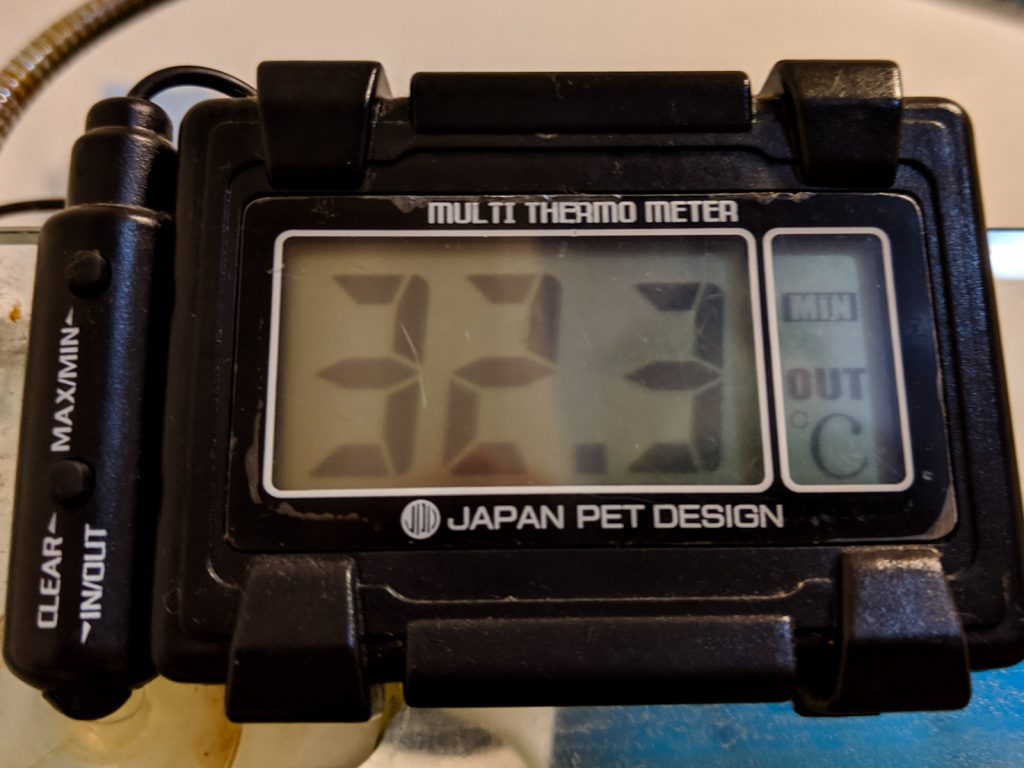 MULTI THERMO METER
32.3
MIN
OUT
°C
JAPAN PET DESIGN
MAX/MIN
CLEAR
IN/OUT